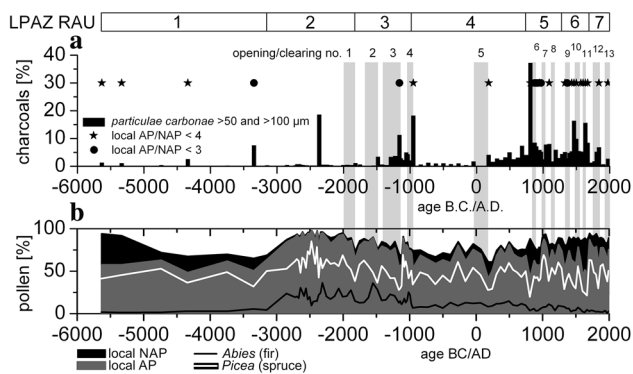 LPAZ RAU 1 2 3 4 5 6 7
a
opening/clearing no. 1 2 3 4 5 6 7 8 9 10 11 12 13
charcoals [%]
40
30
20
10
0
particulae carbonae >50 and >100 µm
local AP/NAP < 4
local AP/NAP < 3
-6000 -5000 -4000 -3000 -2000 -1000 0 1000 2000
age B.C./A.D.
b
pollen [%]
100
50
0
-6000 -5000 -4000 -3000 -2000 -1000 0 1000 2000
age BC/AD
local NAP Abies (fir)
local AP Picea (spruce)